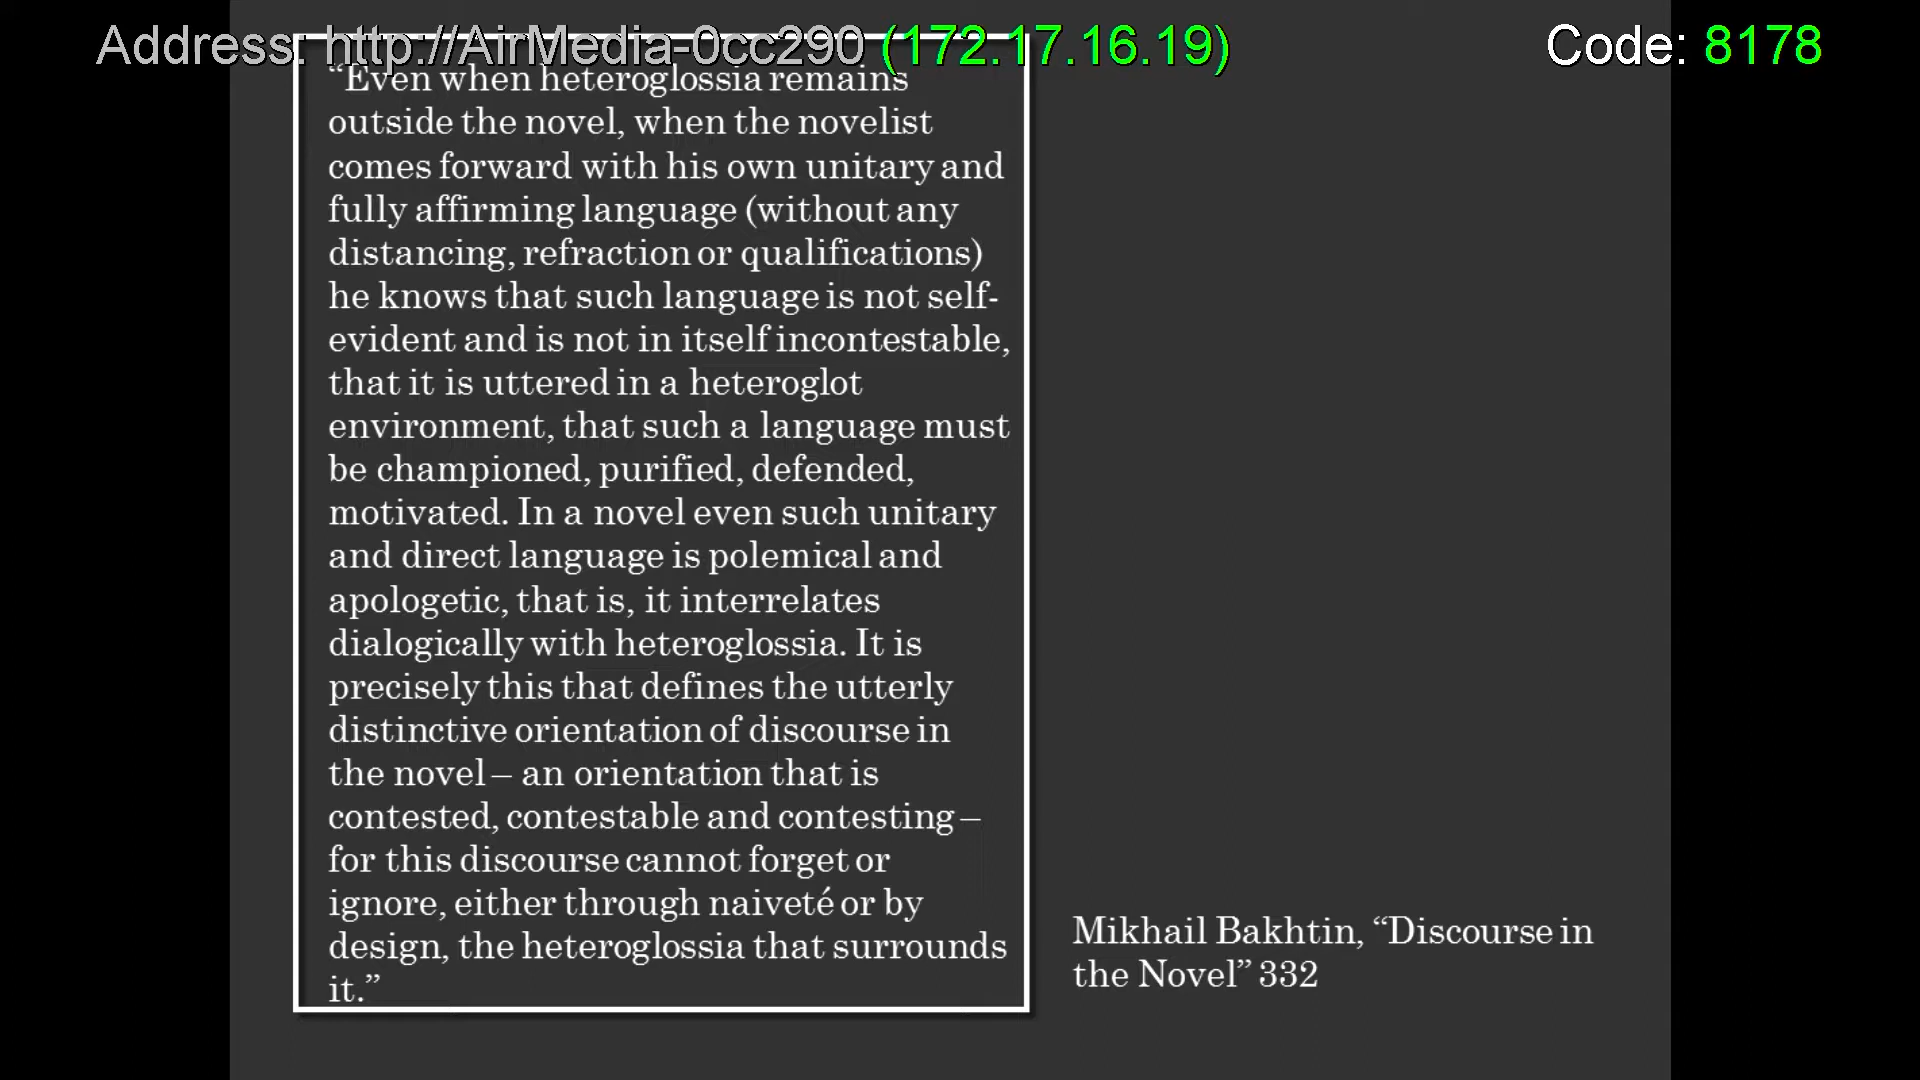 Address: http://AirMedia-0cc290 (172.17.16.19)
Code: 8178
“Even when heteroglossia remains
outside the novel, when the novelist
comes forward with his own unitary and
fully affirming language (without any
distancing, refraction or qualifications)
he knows that such language is not self-
evident and is not in itself incontestable,
that it is uttered in a heteroglot
environment, that such a language must
be championed, purified, defended,
motivated. In a novel even such unitary
and direct language is polemical and
apologetic, that is, it interrelates
dialogically with heteroglossia. It is
precisely this that defines the utterly
distinctive orientation of discourse in
the novel – an orientation that is
contested, contestable and contesting –
for this discourse cannot forget or
ignore, either through naiveté or by
design, the heteroglossia that surrounds
it.”
Mikhail Bakhtin, “Discourse in
the Novel” 332